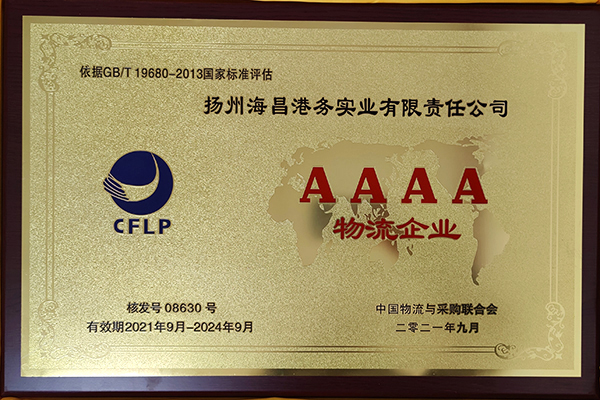 依据GB/T 19680-2013国家标准评估
扬州海昌港务实业有限责任公司
CFLP
AAAA
物流企业
核发号 08630 号
有效期2021年9月-2024年9月
中国物流与采购联合会
二零二一年九月